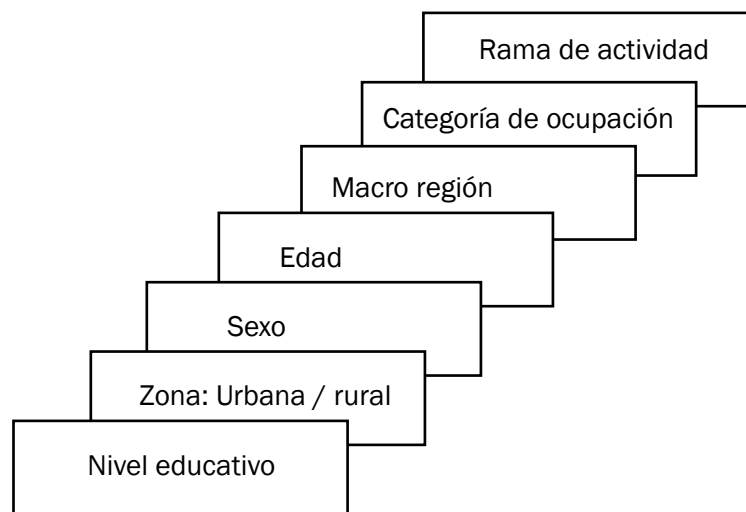 Rama de actividad
Categoría de ocupación
Macro región
Edad
Sexo
Zona: Urbana / rural
Nivel educativo